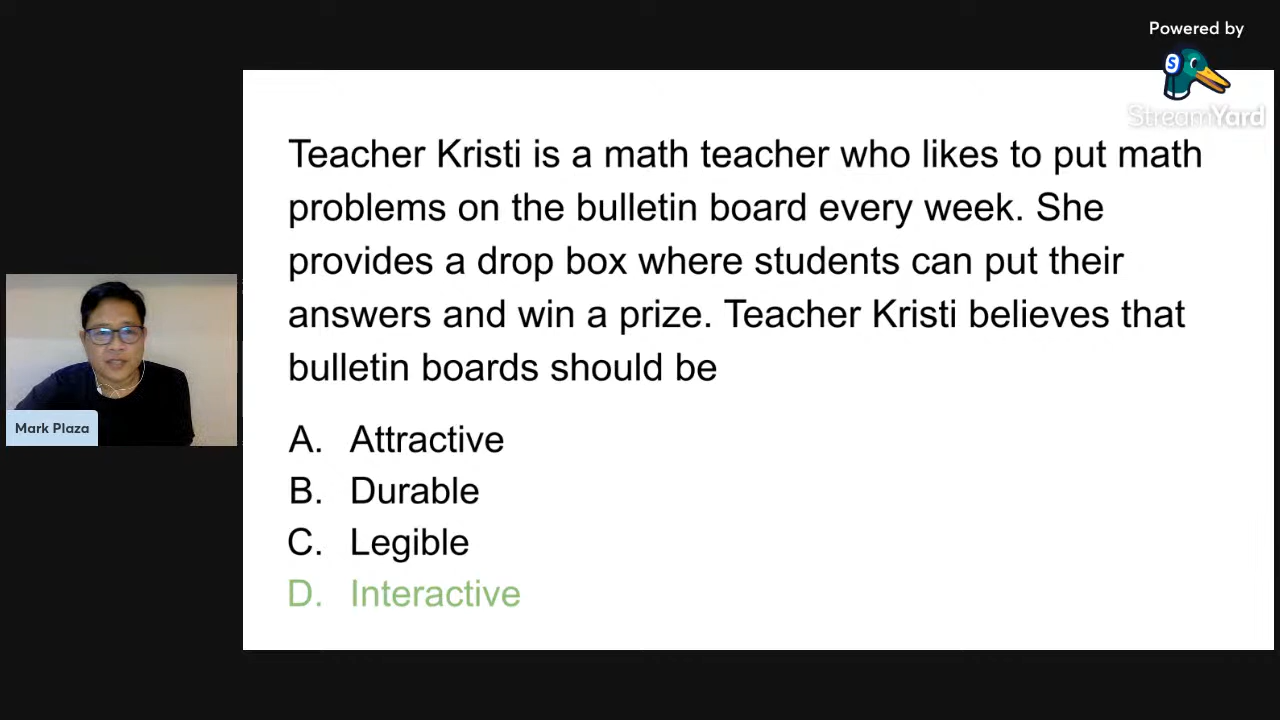 Powered by
S
StreamYard
Teacher Kristi is a math teacher who likes to put math
problems on the bulletin board every week. She
provides a drop box where students can put their
answers and win a prize. Teacher Kristi believes that
bulletin boards should be
A. Attractive
B. Durable
C. Legible
D. Interactive
Mark Plaza